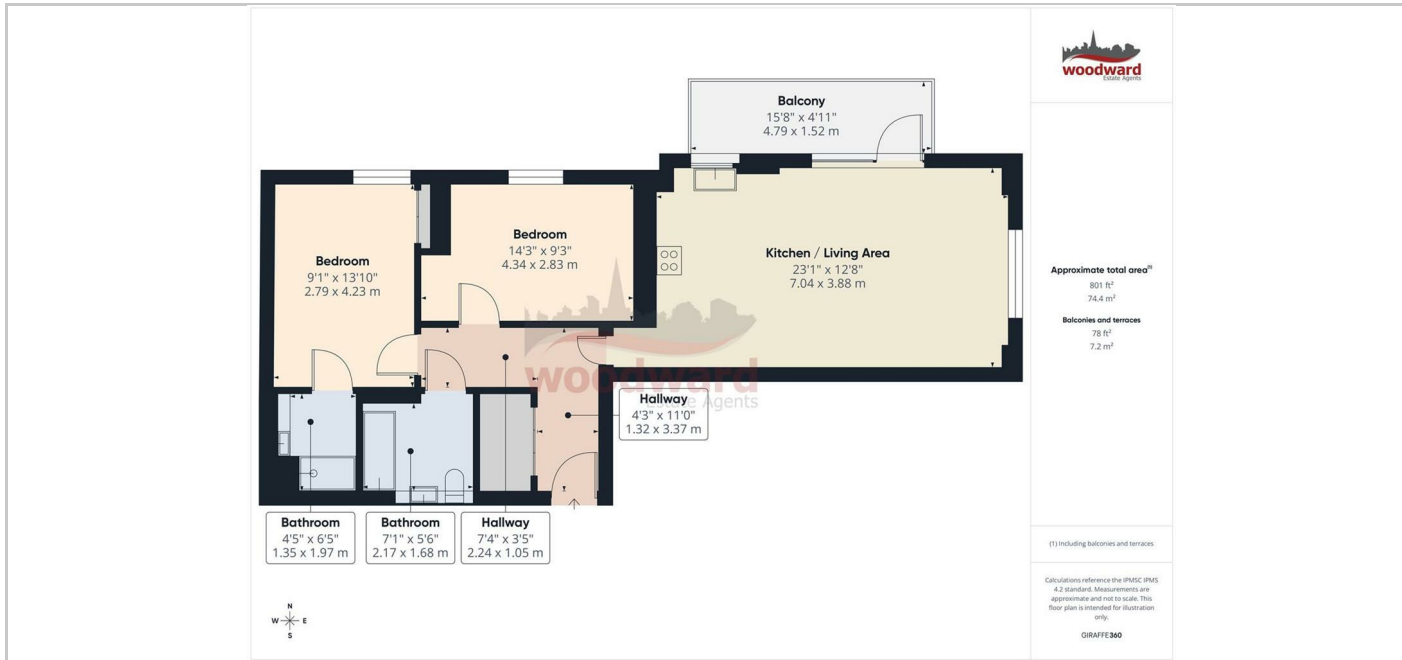 Balcony
15'8" x 4'11"
4.79 x 1.52 m
Bedroom
9'1" x 13'10"
2.79 x 4.23 m
Bedroom
14'3" x 9'3"
4.34 x 2.83 m
Kitchen / Living Area
23'1" x 12'8"
7.04 x 3.88 m
woodward
Estate Agents
Hallway
4'3" x 11'0"
1.32 x 3.37 m
Bathroom
4'5" x 6'5"
1.35 x 1.97 m
Bathroom
7'1" x 5'6"
2.17 x 1.68 m
Hallway
7'4" x 3'5"
2.24 x 1.05 m
N
W E
S
woodward
Estate Agents
Approximate total area(1)
801 ft²
74.4 m²
Balconies and terraces
78 ft²
7.2 m²
(1) Including balconies and terraces
Calculations reference the IPMSC IPMS
4.2 standard. Measurements are
approximate and not to scale. This
floor plan is intended for illustration
only.
GIRAFFE360